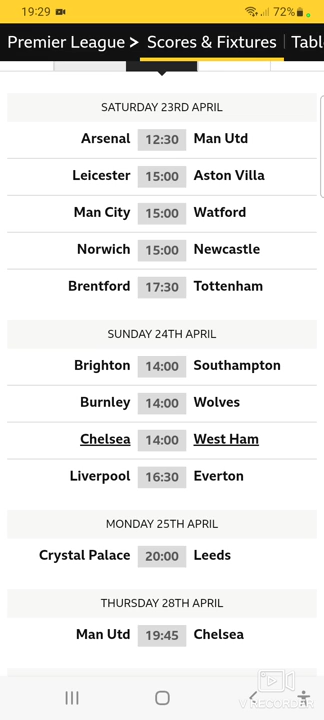 19:29 72%
Premier League > Scores & Fixtures Tabl
SATURDAY 23RD APRIL
Arsenal 12:30 Man Utd
Leicester 15:00 Aston Villa
Man City 15:00 Watford
Norwich 15:00 Newcastle
Brentford 17:30 Tottenham
SUNDAY 24TH APRIL
Brighton 14:00 Southampton
Burnley 14:00 Wolves
Chelsea 14:00 West Ham
Liverpool 16:30 Everton
MONDAY 25TH APRIL
Crystal Palace 20:00 Leeds
THURSDAY 28TH APRIL
Man Utd 19:45 Chelsea
V RECORDER